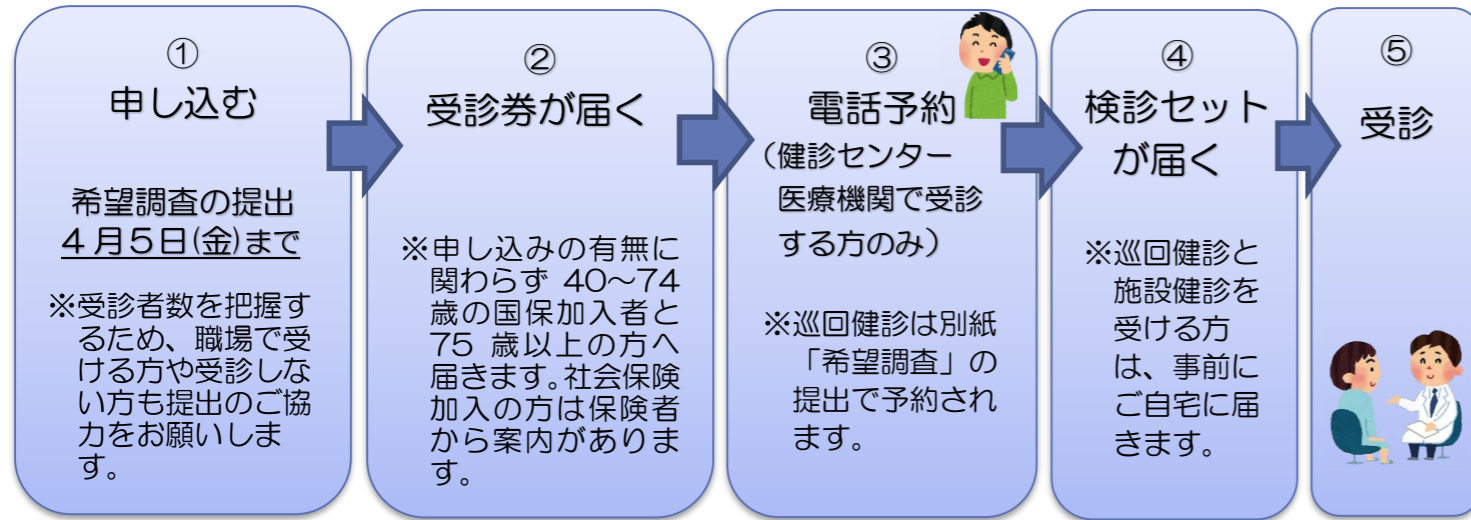 ①
申し込む
希望調査の提出
４月５日(金)まで
※受診者数を把握す
るため、職場で受
ける方や受診しな
い方も提出のご協
力をお願いしま
す。
②
受診券が届く
※申し込みの有無に
関わらず 40～74
歳の国保加入者と
75 歳以上の方へ
届きます。社会保険
加入の方は保険者
から案内がありま
す。
③
電話予約
（健診センター
医療機関で受診
する方のみ）
※巡回健診は別紙
「希望調査」の
提出で予約され
ます。
④
検診セット
が届く
※巡回健診と
施設健診を
受ける方
は、事前に
ご自宅に届
きます。
⑤
受診